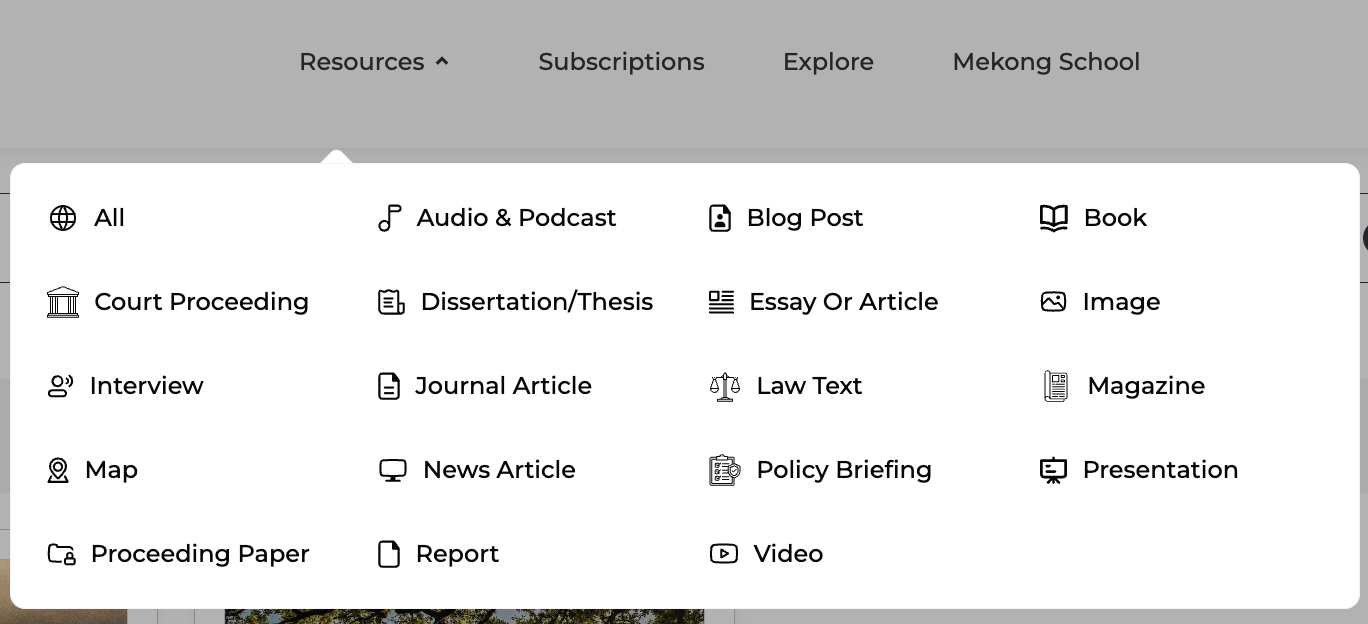 Resources Subscriptions Explore Mekong School
All Audio & Podcast Blog Post Book
Court Proceeding Dissertation/Thesis Essay Or Article Image
Interview Journal Article Law Text Magazine
Map News Article Policy Briefing Presentation
Proceeding Paper Report Video